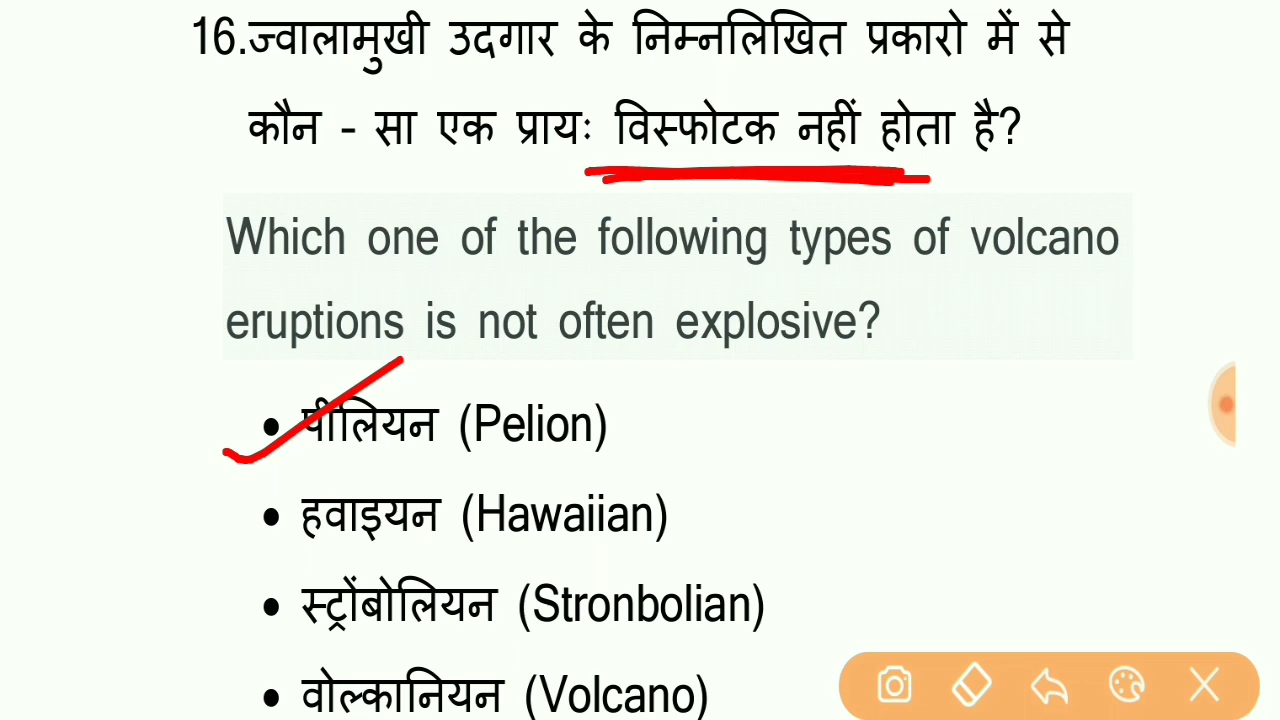 16.ज्वालामुखी उदगार के निम्नलिखित प्रकारो में से
कौन - सा एक प्रायः विस्फोटक नहीं होता है?
Which one of the following types of volcano
eruptions is not often explosive?
• पीलियन (Pelion)
• हवाइयन (Hawaiian)
• स्ट्रोंबोलियन (Stronbolian)
• वोल्कानियन (Volcano)